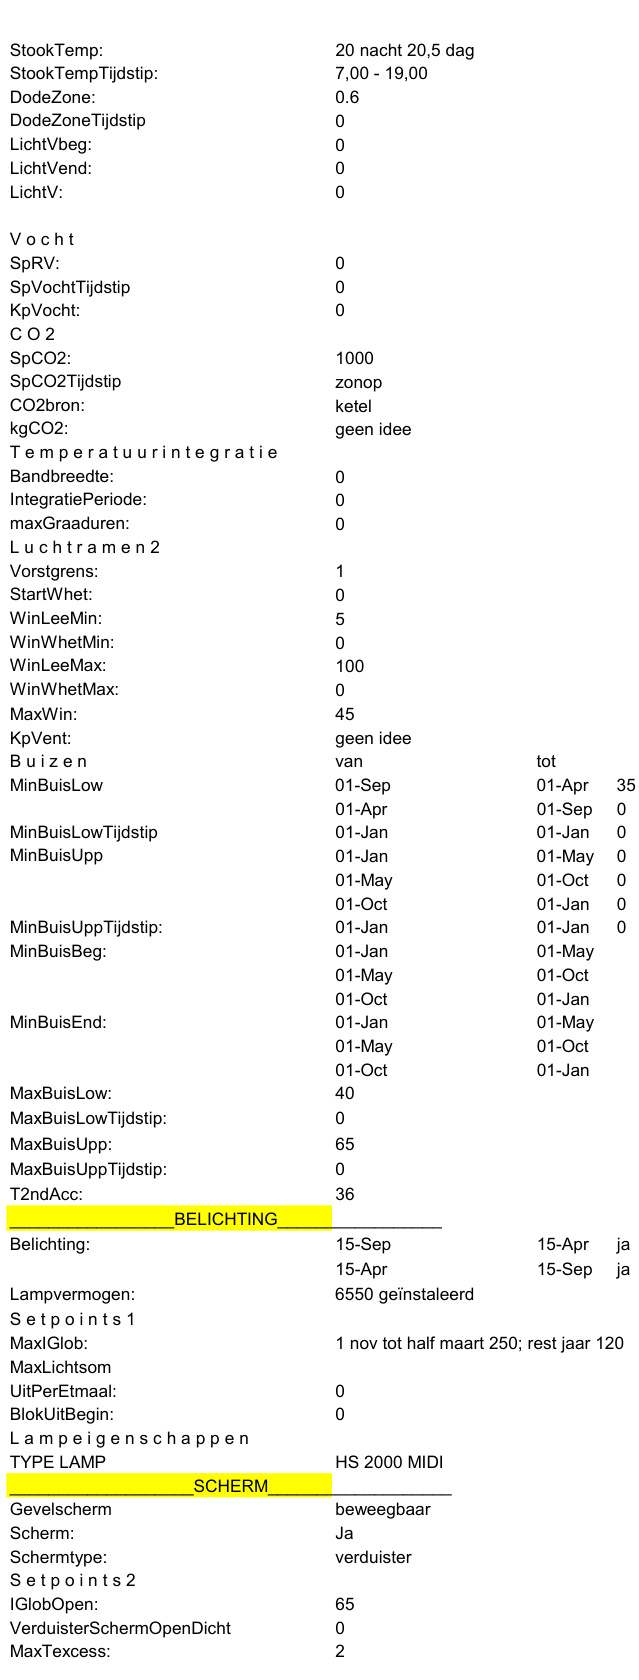 StookTemp: 20 nacht 20,5 dag
StookTempTijdstip: 7,00 - 19,00
DodeZone: 0.6
DodeZoneTijdstip 0
LichtVbeg: 0
LichtVend: 0
LichtV: 0
V o c h t
SpRV: 0
SpVochtTijdstip 0
KpVocht: 0
C O 2
SpCO2: 1000
SpCO2Tijdstip zonop
CO2bron: ketel
kgCO2: geen idee
T e m p e r a t u u r i n t e g r a t i e
Bandbreedte: 0
IntegratiePeriode: 0
maxGraaduren: 0
L u c h t r a m e n 2
Vorstgrens: 1
StartWhet: 0
WinLeeMin: 5
WinWhetMin: 0
WinLeeMax: 100
WinWhetMax: 0
MaxWin: 45
KpVent: geen idee
B u i z e n van tot
MinBuisLow 01-Sep 01-Apr 35
01-Apr 01-Sep 0
MinBuisLowTijdstip 01-Jan 01-Jan 0
MinBuisUpp 01-Jan 01-May 0
01-May 01-Oct 0
01-Oct 01-Jan 0
MinBuisUppTijdstip: 01-Jan 01-Jan 0
MinBuisBeg: 01-Jan 01-May
01-May 01-Oct
01-Oct 01-Jan
MinBuisEnd: 01-Jan 01-May
01-May 01-Oct
01-Oct 01-Jan
MaxBuisLow: 40
MaxBuisLowTijdstip: 0
MaxBuisUpp: 65
MaxBuisUppTijdstip: 0
T2ndAcc: 36
__________________BELICHTING__________________
Belichting: 15-Sep 15-Apr ja
15-Apr 15-Sep ja
Lampvermogen: 6550 geïnstaleerd
S e t p o i n t s 1
MaxIGlob: 1 nov tot half maart 250; rest jaar 120
MaxLichtsom
UitPerEtmaal: 0
BlokUitBegin: 0
L a m p e i g e n s c h a p p e n
TYPE LAMP HS 2000 MIDI
____________________SCHERM____________________
Gevelscherm beweegbaar
Scherm: Ja
Schermtype: verduister
S e t p o i n t s 2
IGlobOpen: 65
VerduisterSchermOpenDicht 0
MaxTexcess: 2